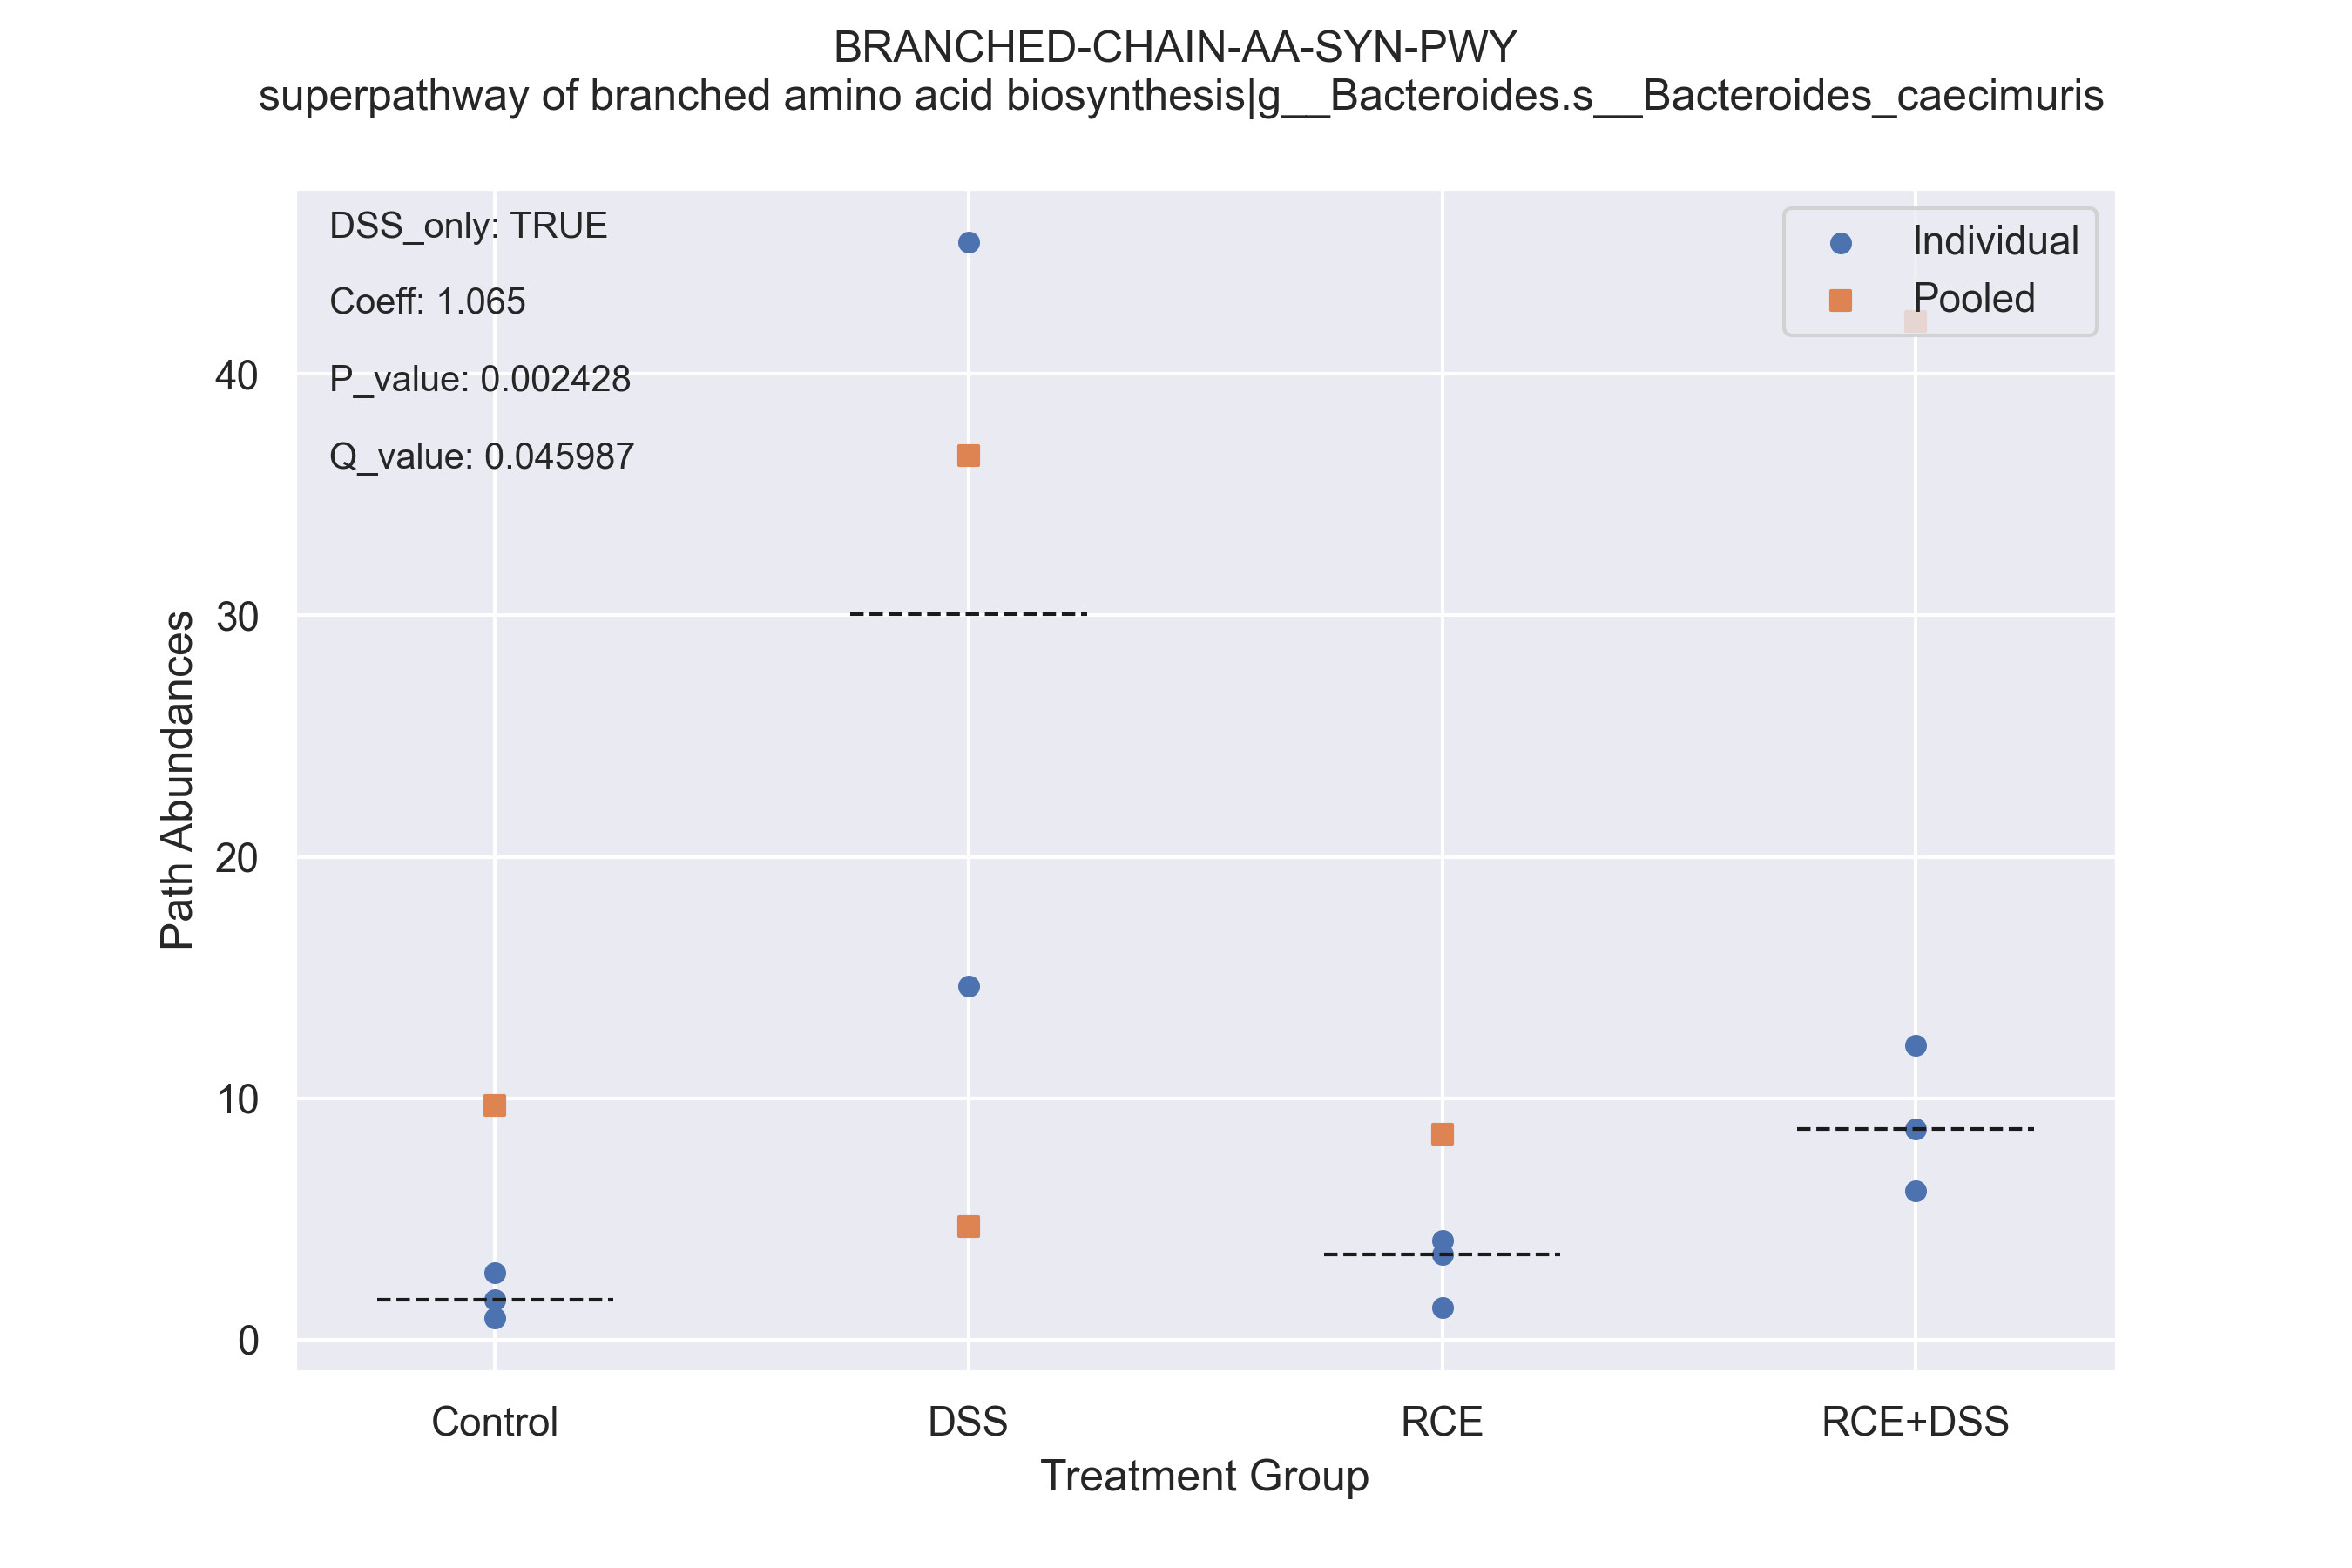 BRANCHED-CHAIN-AA-SYN-PWY
superpathway of branched amino acid biosynthesis|g__Bacteroides.s__Bacteroides_caecimuris
DSS_only: TRUE
Coeff: 1.065
P_value: 0.002428
Q_value: 0.045987
Individual
Pooled
Path Abundances
40
30
20
10
0
Control
DSS
RCE
RCE+DSS
Treatment Group